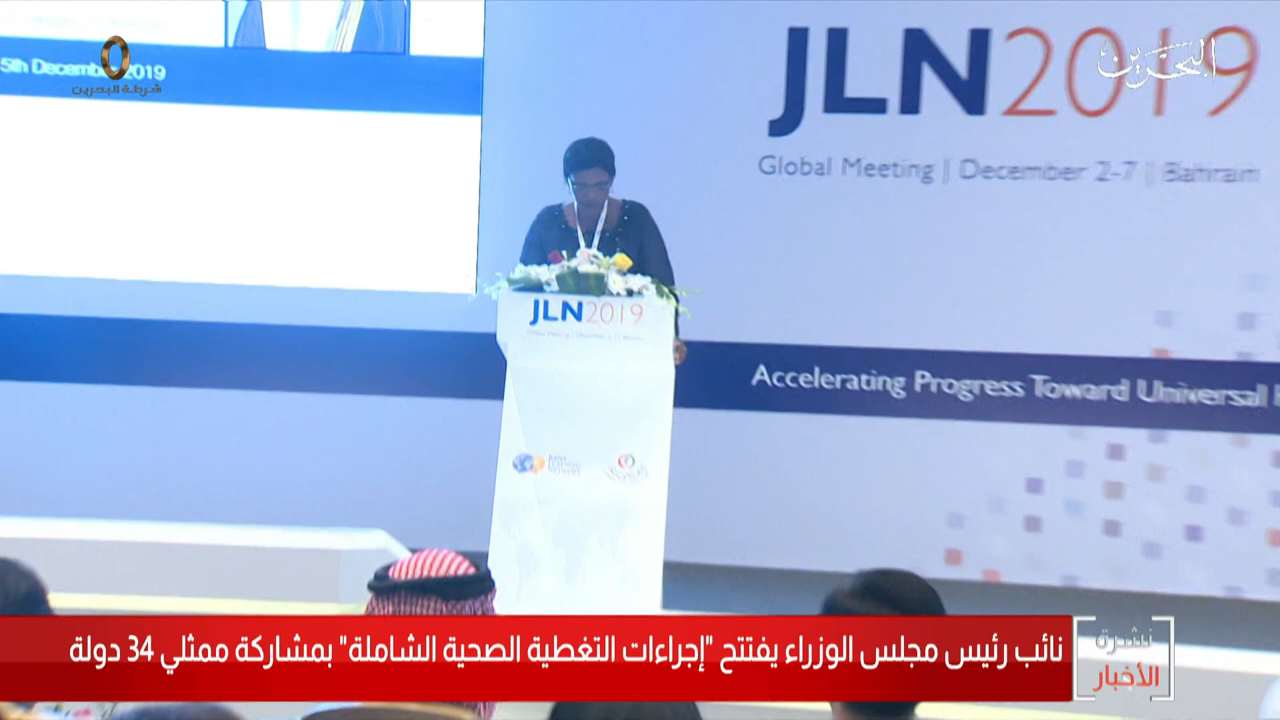 5th December 2019
شرطة البحرين
البحرين
JLN2019
Global Meeting | December 2-7 | Bahrain
JLN2019
Accelerating Progress Toward Universal
نائب رئيس مجلس الوزراء يفتتح "إجراءات التغطية الصحية الشاملة" بمشاركة ممثلي 34 دولة
نشرة
الأخبار